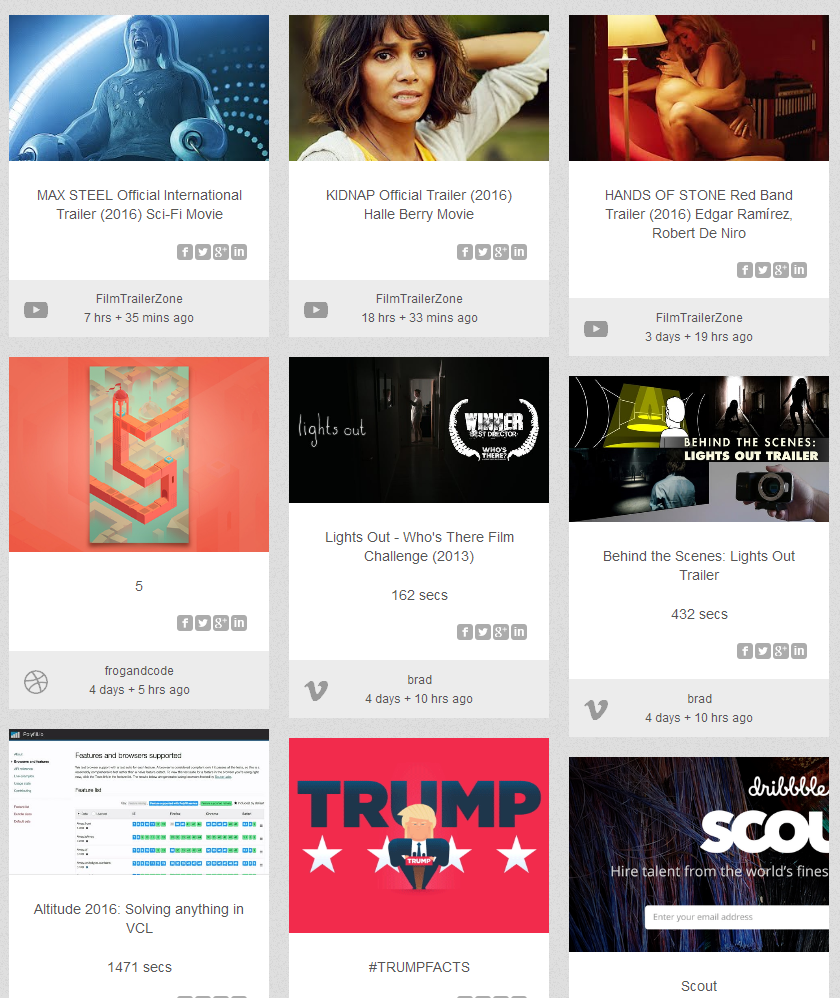 MAX STEEL Official International
Trailer (2016) Sci-Fi Movie
FilmTrailerZone
7 hrs + 35 mins ago
KIDNAP Official Trailer (2016)
Halle Berry Movie
FilmTrailerZone
18 hrs + 33 mins ago
HANDS OF STONE Red Band
Trailer (2016) Edgar Ramírez,
Robert De Niro
FilmTrailerZone
3 days + 19 hrs ago
5
frogandcode
4 days + 5 hrs ago
lights out
WINNER
BEST DIRECTOR
WHO'S
THERE?
Lights Out - Who's There Film
Challenge (2013)
162 secs
brad
4 days + 10 hrs ago
BEHIND THE SCENES:
LIGHTS OUT TRAILER
Behind the Scenes: Lights Out
Trailer
432 secs
brad
4 days + 10 hrs ago
Features and browsers supported
Feature list
Altitude 2016: Solving anything in
VCL
1471 secs
TRUMP
TRUMP
#TRUMPFACTS
dribbble
SCOU
Hire talent from the world's fines
Enter your email address
Scout